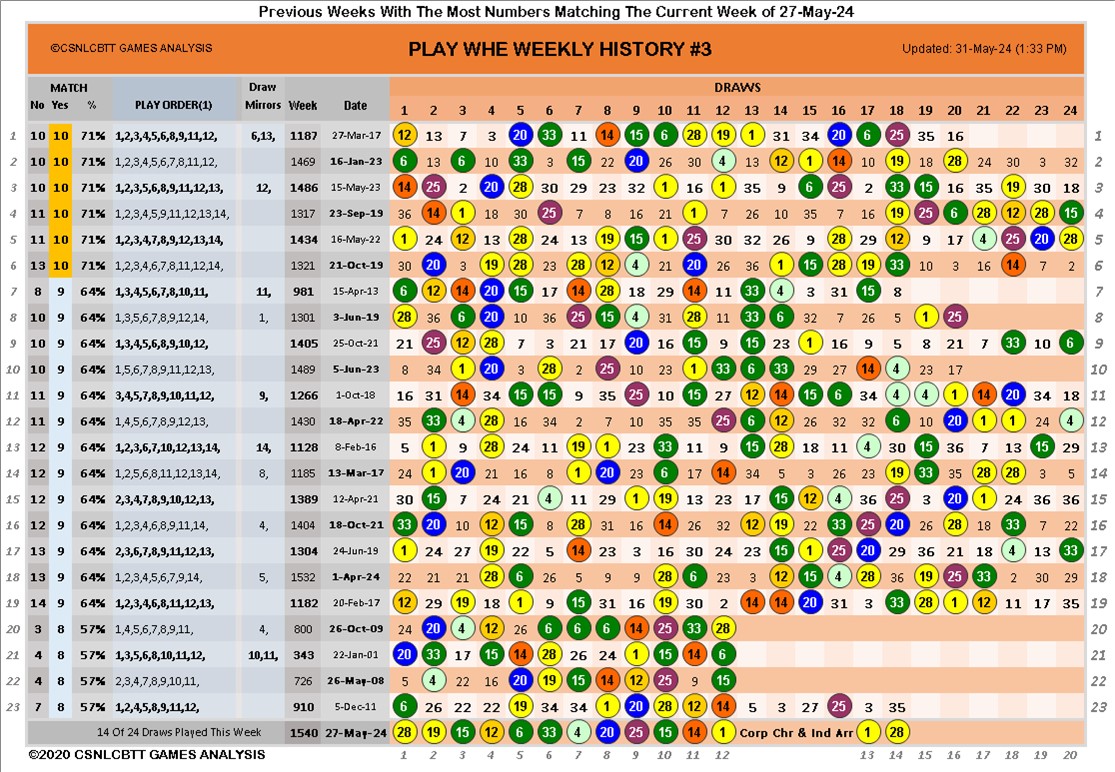 Previous Weeks With The Most Numbers Matching The Current Week of 27-May-24
©CSNLCBTT GAMES ANALYSIS PLAY WHE WEEKLY HISTORY #3 Updated: 31-May-24 (1:33 PM)
MATCH Draw DRAWS
No Yes % PLAY ORDER(1) Mirrors Week Date 1 2 3 4 5 6 7 8 9 10 11 12 13 14 15 16 17 18 19 20 21 22 23 24
1 10 10 71% 1,2,3,4,5,6,8,9,11,12, 6,13, 1187 27-Mar-17 12 13 7 3 20 33 11 14 15 6 28 19 1 31 34 20 6 25 35 16 1
2 10 10 71% 1,2,3,4,5,6,7,8,11,12, 1469 16-Jan-23 6 13 6 10 33 7 15 22 20 30 32 4 13 12 1 14 10 19 18 28 24 30 3 32 2
3 10 10 71% 1,2,3,5,6,8,9,11,12,13, 12, 1486 15-May-23 14 25 2 20 28 30 29 23 32 1 16 1 35 9 6 25 2 33 15 16 35 19 30 18 3
4 11 10 71% 1,2,3,4,5,9,11,12,13,14, 1317 23-Sep-19 36 14 1 18 30 25 7 8 16 21 1 7 26 10 35 7 16 19 25 6 28 12 28 15 4
5 11 10 71% 1,2,3,4,7,8,9,12,13,14, 1434 16-May-22 1 24 12 13 28 24 13 19 15 1 25 30 32 26 9 28 29 12 9 17 4 25 20 28 5
6 13 10 71% 1,2,3,4,6,7,8,11,12,14, 1321 21-Oct-19 30 20 3 19 28 23 28 12 4 21 20 36 14 1 15 28 19 33 10 3 16 14 7 2 6
7 8 9 64% 1,3,4,5,6,7,8,10,11, 11, 981 15-Apr-13 6 12 14 20 15 17 14 28 18 29 14 11 33 4 3 31 15 8 7
8 10 9 64% 1,3,5,6,7,8,9,12,14, 1, 1301 3-Jun-19 28 36 6 20 10 36 25 15 4 31 28 11 33 6 32 7 26 5 1 25 8
9 10 9 64% 1,3,4,5,6,8,9,10,12, 1405 25-Oct-21 21 25 12 28 7 3 21 17 20 16 15 9 15 23 1 16 9 5 8 21 7 33 10 6 9
10 10 9 64% 1,5,6,7,8,9,11,12,13, 1489 5-Jun-23 8 34 1 20 3 28 2 25 10 23 1 33 6 33 29 27 14 4 23 17 10
11 11 9 64% 3,4,5,7,8,9,10,11,12, 9, 1266 1-Oct-18 16 31 14 34 15 15 9 35 25 10 15 27 12 14 15 6 34 4 4 1 14 20 34 18 11
12 11 9 64% 1,4,5,6,7,8,9,12,13, 1430 18-Apr-22 35 33 4 28 16 34 2 7 10 35 35 25 6 12 26 28 32 6 10 20 1 1 24 4 12
13 12 9 64% 1,2,3,6,7,10,12,13,14, 14, 1128 8-Feb-16 5 1 9 28 24 11 19 1 23 33 11 9 15 28 18 11 4 30 15 36 7 13 15 29 13
14 12 9 64% 1,2,5,6,8,11,12,13,14, 8, 1185 13-Mar-17 24 1 20 21 16 8 1 20 23 6 17 14 34 5 3 26 23 19 33 35 28 28 3 5 14
15 12 9 64% 2,3,4,7,8,9,10,12,13, 1389 12-Apr-21 30 15 7 24 21 4 11 29 1 19 13 23 17 15 12 4 36 25 3 20 1 24 36 36 15
16 12 9 64% 1,2,3,4,6,8,9,11,14, 4, 1404 18-Oct-21 33 20 10 12 15 8 28 31 16 14 26 32 12 19 22 33 25 20 16 28 18 33 7 22 16
17 13 9 64% 2,3,6,7,8,9,11,12,13, 1304 24-Jun-19 1 24 27 19 22 5 14 23 3 16 30 24 23 15 1 25 20 29 36 21 18 4 13 33 17
18 13 9 64% 1,2,3,4,5,6,7,9,14, 5, 1532 1-Apr-24 22 21 21 28 6 26 5 9 9 28 6 23 3 12 15 4 28 36 19 25 33 2 30 29 18
19 14 9 64% 1,2,3,4,6,8,11,12,13, 1182 20-Feb-17 12 29 19 18 1 9 15 31 16 19 30 2 14 14 20 31 3 33 28 1 12 11 17 35 19
20 3 8 57% 1,4,5,6,7,8,9,11, 4, 800 26-Oct-09 24 20 4 12 26 6 6 6 14 25 33 28 20
21 4 8 57% 1,3,5,6,8,10,11,12, 10,11, 343 22-Jan-01 20 33 17 15 14 28 26 24 1 15 14 6 21
22 4 8 57% 2,3,4,7,8,9,10,11, 726 26-May-08 5 4 22 16 20 19 15 14 12 25 9 15 22
23 7 8 57% 1,2,4,5,8,9,11,12, 910 5-Dec-11 6 26 22 22 19 34 34 1 20 28 12 14 5 3 27 25 3 35 23
14 Of 24 Draws Played This Week 1540 27-May-24 28 19 15 12 6 33 4 20 25 15 14 1 Corp Chr & Ind Arr 1 28
©2020 CSNLCBTT GAMES ANALYSIS 1 2 3 4 5 6 7 8 9 10 11 12 13 14 15 16 17 18 19 20